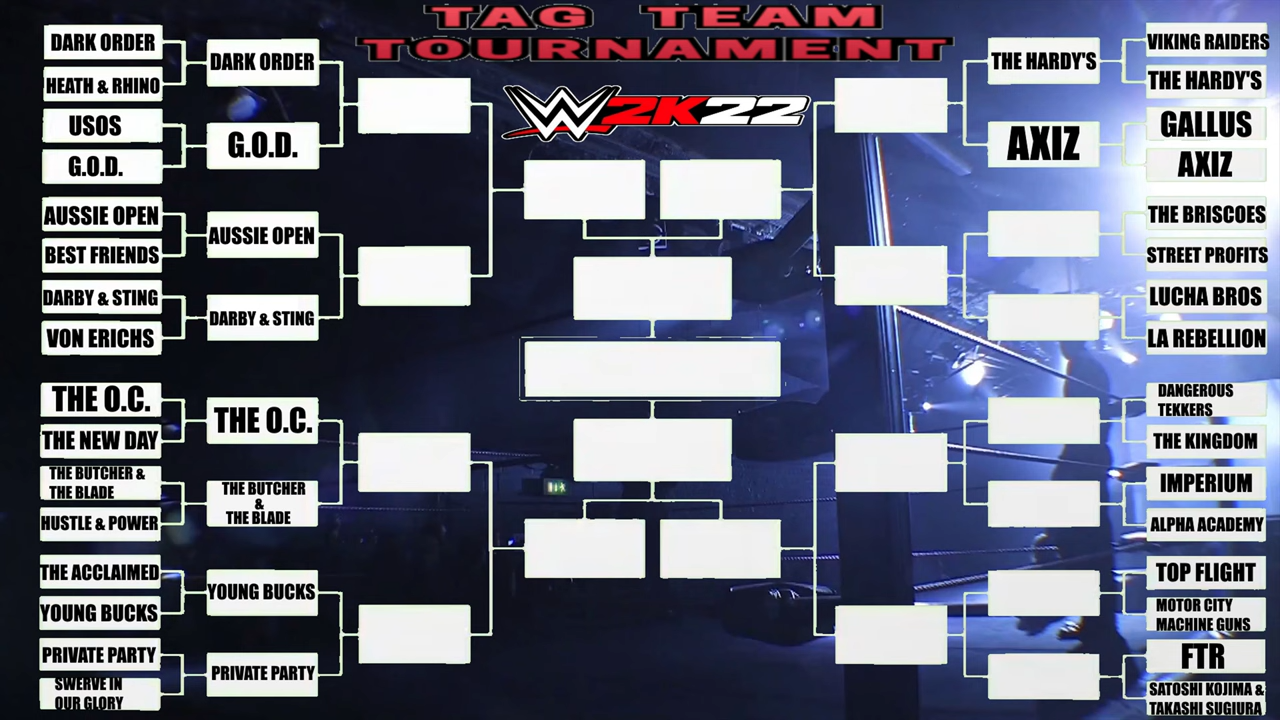 TAG TEAM
TOURNAMENT
W 2K22
DARK ORDER
HEATH & RHINO
USOS
G.O.D.
AUSSIE OPEN
BEST FRIENDS
DARBY & STING
VON ERICHS
THE O.C.
THE NEW DAY
THE BUTCHER &
THE BLADE
HUSTLE & POWER
THE ACCLAIMED
YOUNG BUCKS
PRIVATE PARTY
SWERVE IN
OUR GLORY
DARK ORDER
G.O.D.
AUSSIE OPEN
DARBY & STING
THE O.C.
THE BUTCHER
&
THE BLADE
YOUNG BUCKS
PRIVATE PARTY
THE HARDY'S
AXIZ
VIKING RAIDERS
THE HARDY'S
GALLUS
AXIZ
THE BRISCOES
STREET PROFITS
LUCHA BROS
LA REBELLION
DANGEROUS
TEKKERS
THE KINGDOM
IMPERIUM
ALPHA ACADEMY
TOP FLIGHT
MOTOR CITY
MACHINE GUNS
FTR
SATOSHI KOJIMA &
TAKASHI SUGIURA